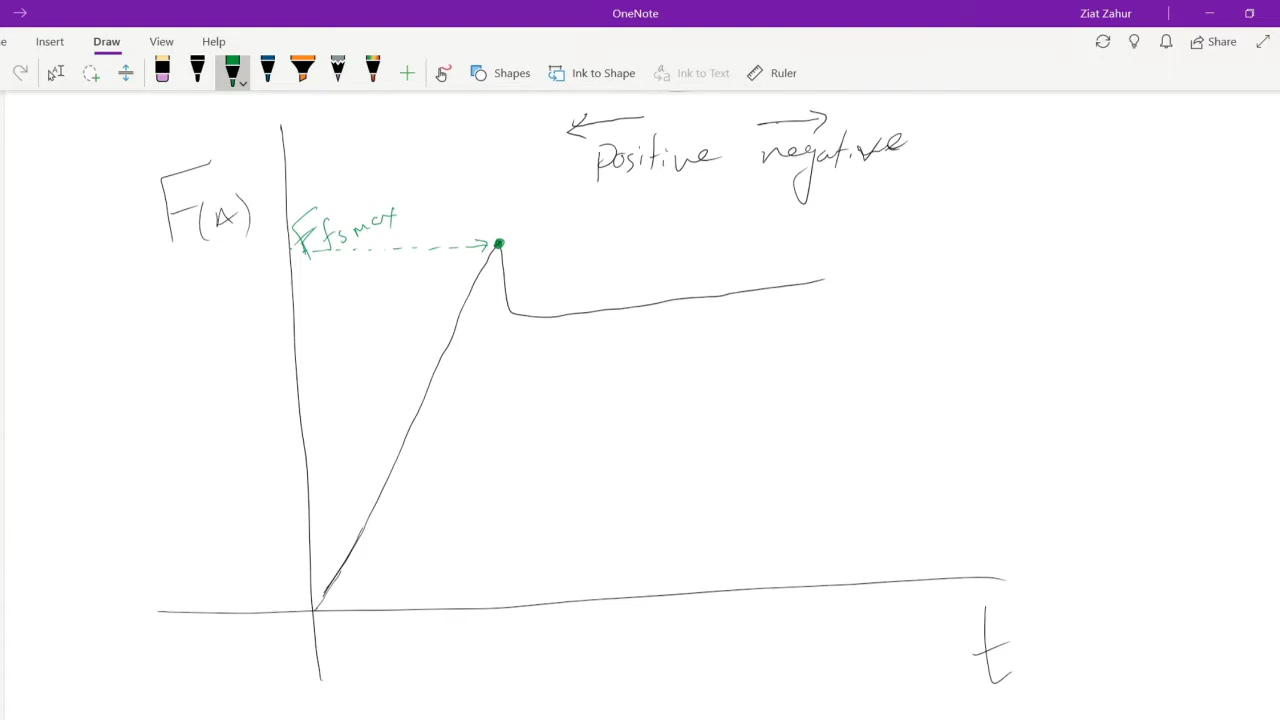 OneNote
Ziat Zahur
Insert Draw View Help
Share
Shapes Ink to Shape Ink to Text Ruler
positive negative
F(A)
t